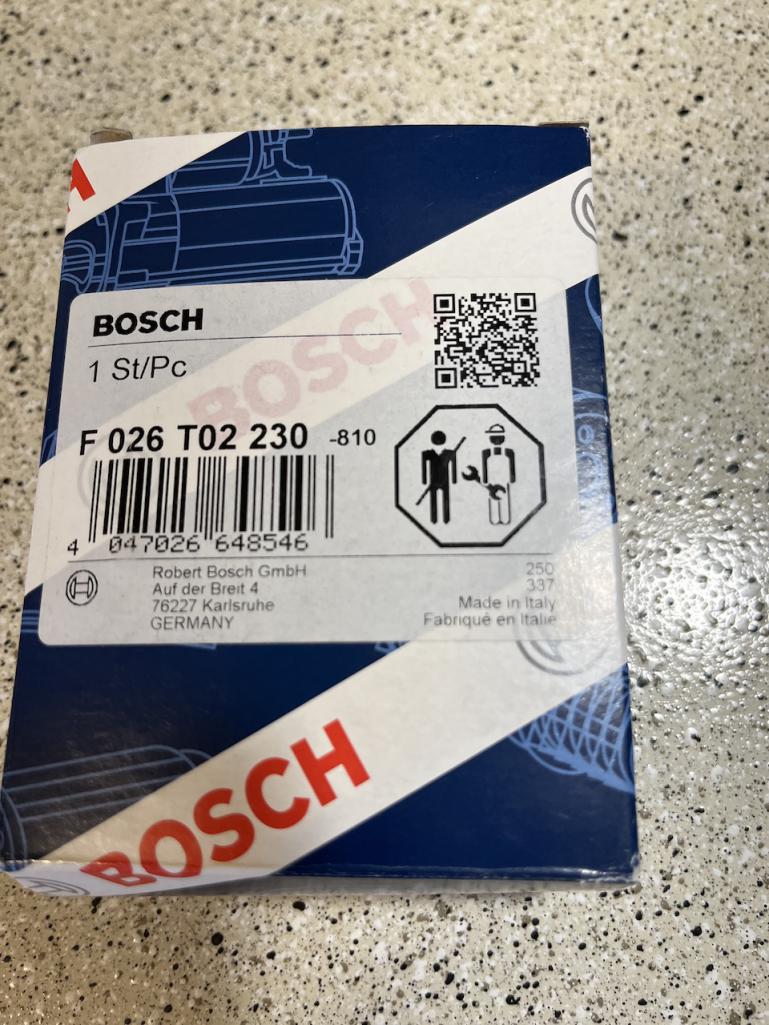 H
BOSCH
BOSCH
1 St/Pc
F 026 T02 230 -810
4 047026 648546
Robert Bosch GmbH
Auf der Breit 4
76227 Karlsruhe
GERMANY
250
337
Made in Italy
Fabriqué en Italie
BOSCH